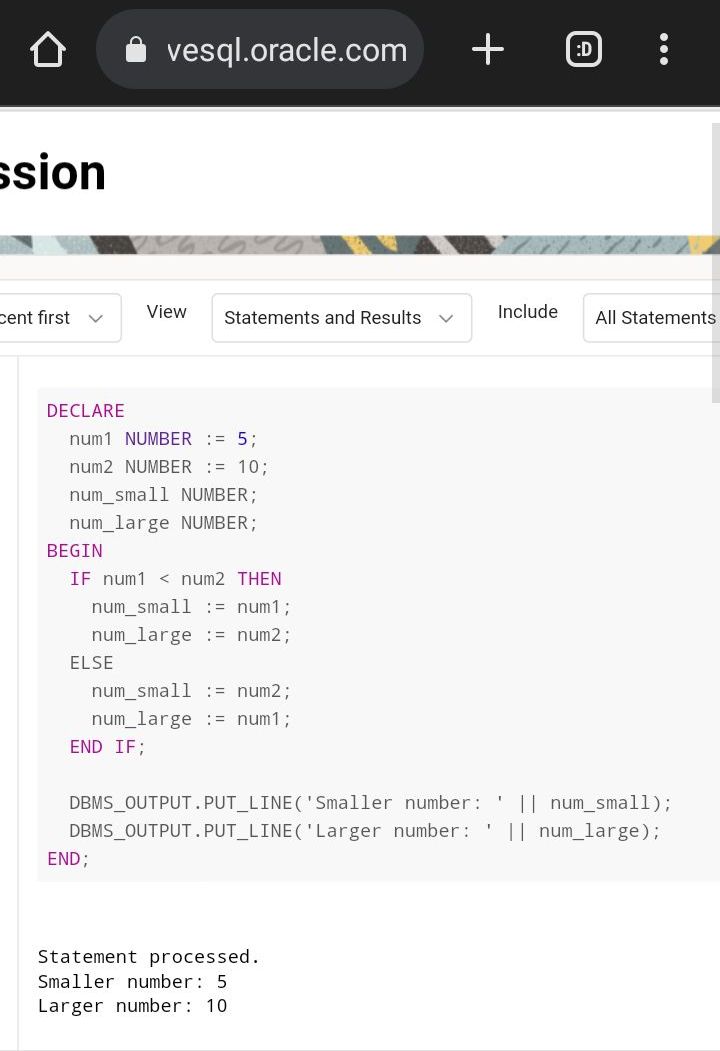 vesql.oracle.com
:D
ssion
cent first
View
Statements and Results
Include
All Statements
DECLARE
  num1 NUMBER := 5;
  num2 NUMBER := 10;
  num_small NUMBER;
  num_large NUMBER;
BEGIN
  IF num1 < num2 THEN
    num_small := num1;
    num_large := num2;
  ELSE
    num_small := num2;
    num_large := num1;
  END IF;

  DBMS_OUTPUT.PUT_LINE('Smaller number: ' || num_small);
  DBMS_OUTPUT.PUT_LINE('Larger number: ' || num_large);
END;
Statement processed.
Smaller number: 5
Larger number: 10